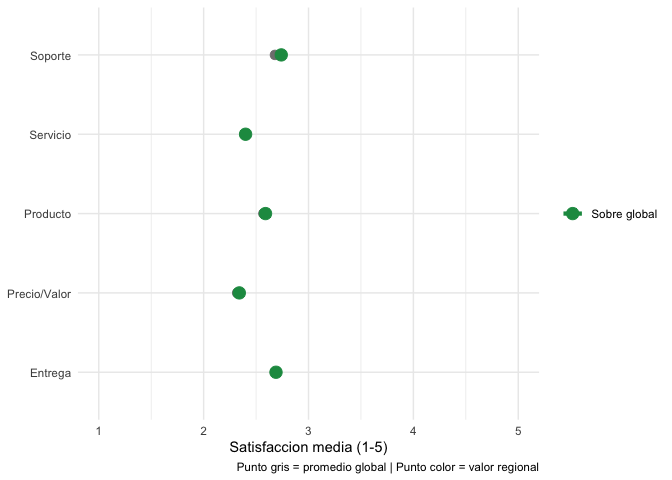 Soporte
Servicio
Producto
Precio/Valor
Entrega
Sobre global
1 2 3 4 5
Satisfaccion media (1-5)
Punto gris = promedio global | Punto color = valor regional